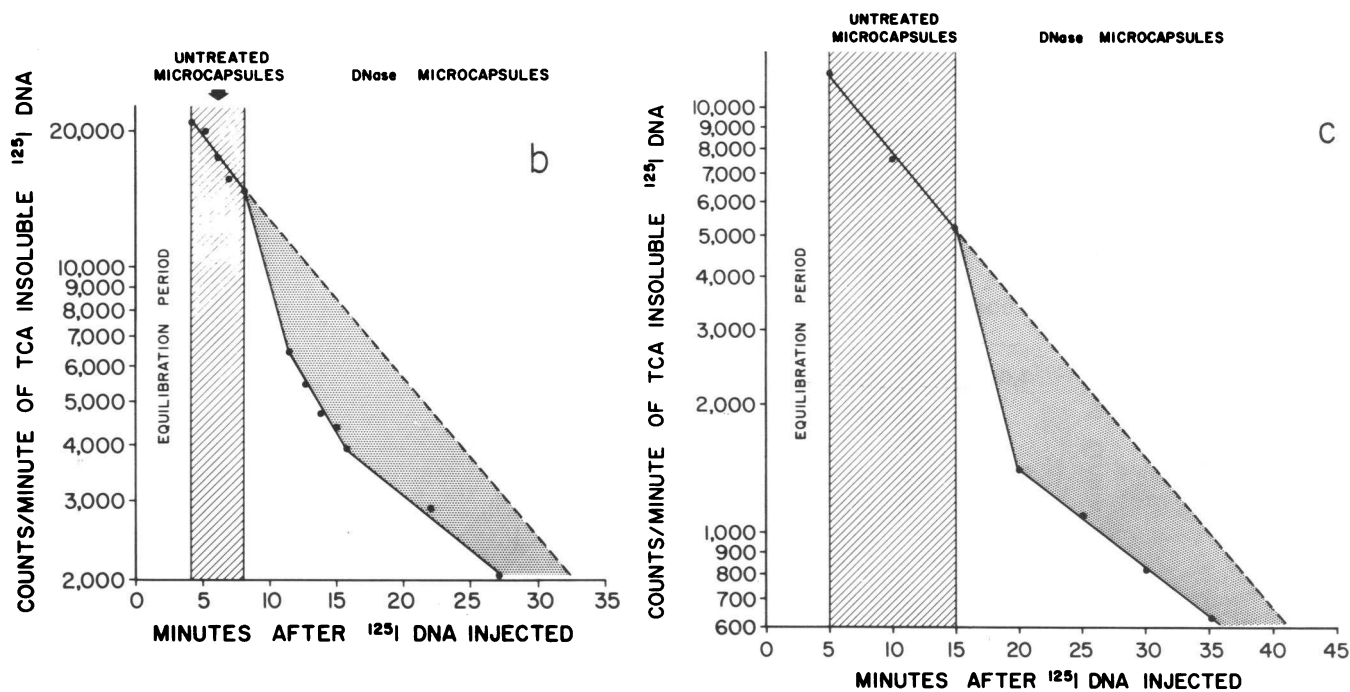 UNTREATED
MICROCAPSULES
DNase MICROCAPSULES
b
COUNTS/MINUTE OF TCA INSOLUBLE ¹²⁵I DNA
20,000
10,000
9,000
8,000
7,000
6,000
5,000
4,000
3,000
2,000
EQUILIBRATION PERIOD
0 5 10 15 20 25 30 35
MINUTES AFTER ¹²⁵I DNA INJECTED
UNTREATED
MICROCAPSULES
DNase MICROCAPSULES
c
COUNTS/MINUTE OF TCA INSOLUBLE ¹²⁵I DNA
10,000
9,000
8,000
7,000
6,000
5,000
4,000
3,000
2,000
1,000
900
800
700
600
EQUILIBRATION PERIOD
0 5 10 15 20 25 30 35 40 45
MINUTES AFTER ¹²⁵I DNA INJECTED